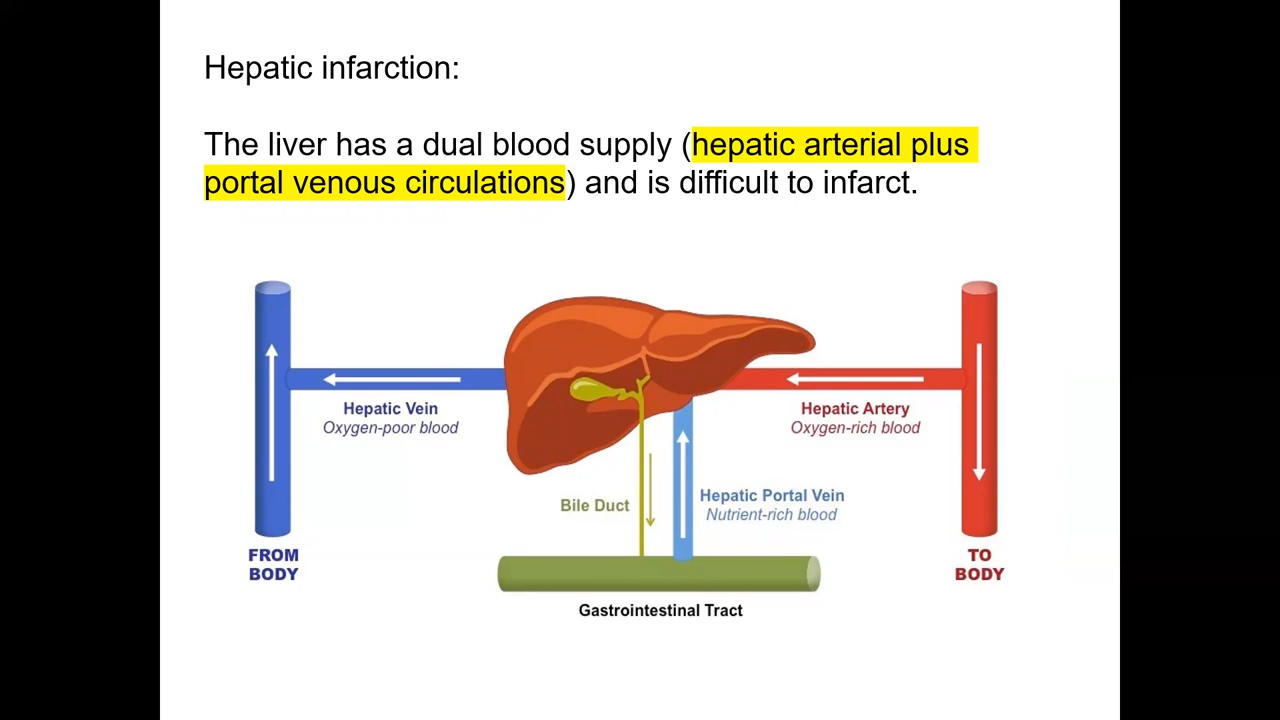 Hepatic infarction:
The liver has a dual blood supply (hepatic arterial plus
portal venous circulations) and is difficult to infarct.
Hepatic Vein
Oxygen-poor blood
Hepatic Artery
Oxygen-rich blood
Bile Duct
Hepatic Portal Vein
Nutrient-rich blood
FROM
BODY
TO
BODY
Gastrointestinal Tract